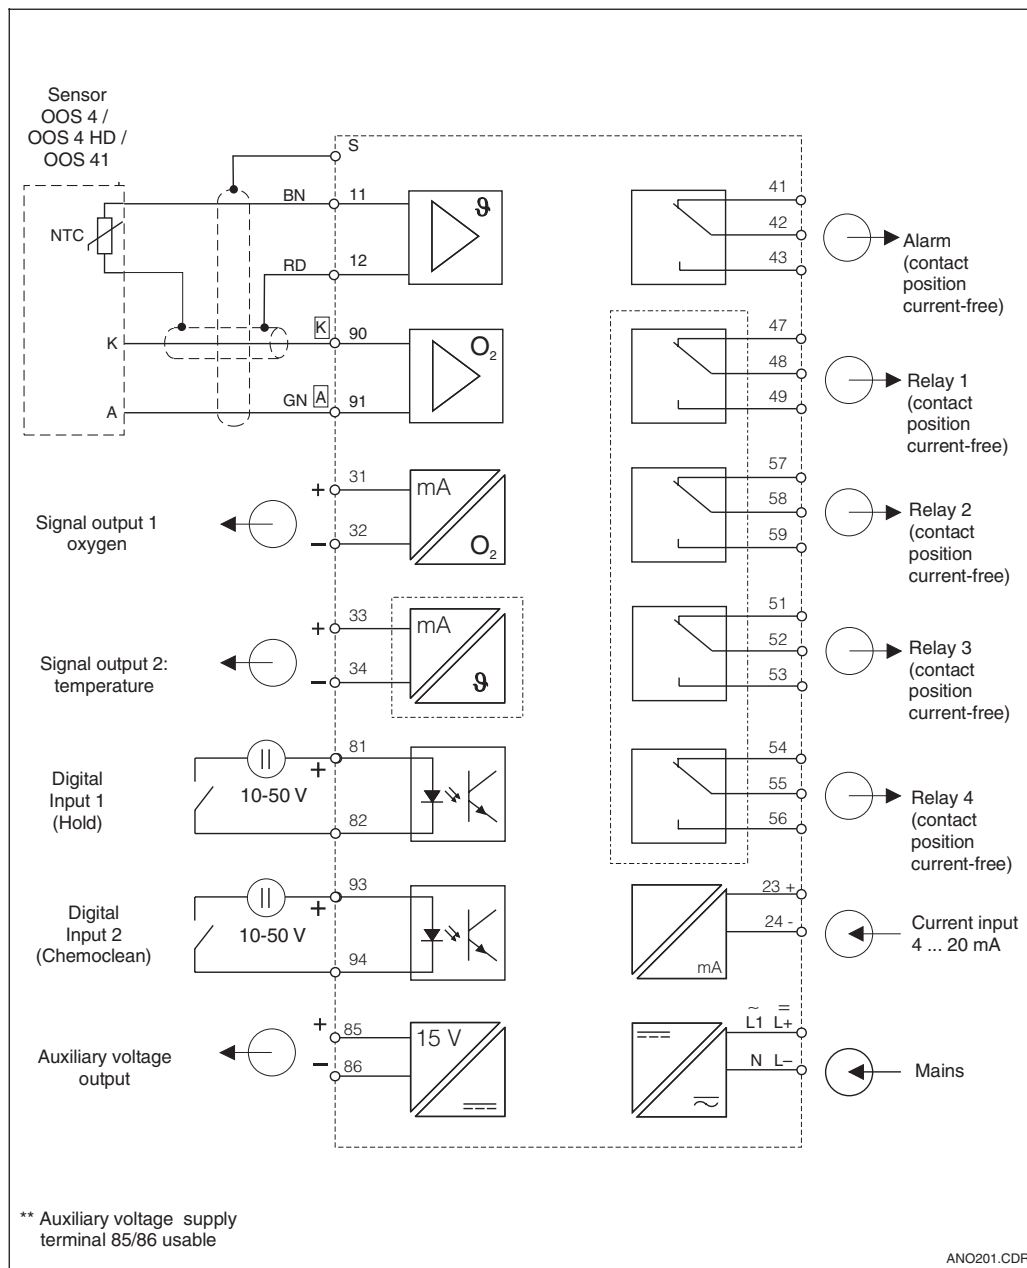 Sensor
OOS 4 /
OOS 4 HD /
OOS 41
S
BN 11
NTC
RD 12
K K 90
A GN A 91
ϑ
O2
41
42
43
Alarm
(contact
position
current-free)
47
48
49
Relay 1
(contact
position
current-free)
Signal output 1
oxygen
+ 31
– 32
mA
O2
57
58
59
Relay 2
(contact
position
current-free)
Signal output 2:
temperature
+ 33
– 34
mA
ϑ
51
52
53
Relay 3
(contact
position
current-free)
Digital
Input 1
(Hold)
10-50 V
+ 81
82
54
55
56
Relay 4
(contact
position
current-free)
Digital
Input 2
(Chemoclean)
10-50 V
+ 93
94
23 +
24 -
mA
Current input
4 ... 20 mA
Auxiliary voltage
output
+ 85
– 86
15 V
~ =
L1 L+
N L–
Mains
** Auxiliary voltage supply
terminal 85/86 usable
ANO201.CDR